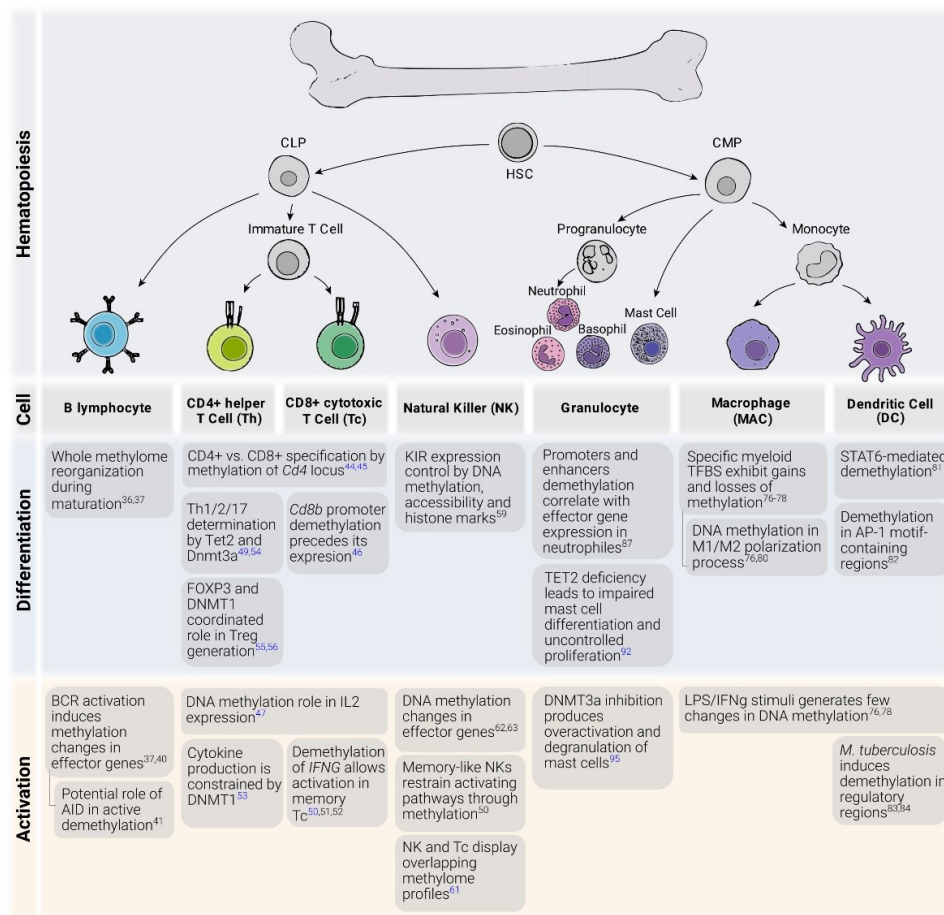 Hematopoiesis
CLP
HSC
CMP
Immature T Cell
Progranulocyte
Monocyte
Neutrophil
Eosinophil
Basophil
Mast Cell
Cell
B lymphocyte
CD4+ helper
T Cell (Th)
CD8+ cytotoxic
T Cell (Tc)
Natural Killer (NK)
Granulocyte
Macrophage
(MAC)
Dendritic Cell
(DC)
Differentiation
Whole methylome
reorganization
during
maturation36,37
CD4+ vs. CD8+ specification by
methylation of Cd4 locus44,45
Th1/2/17
determination
by Tet2 and
Dnmt3a49,54
Cd8b promoter
demethylation
precedes its
expresion46
FOXP3 and
DNMT1
coordinated
role in Treg
generation55,56
KIR expression
control by DNA
methylation,
accessibility and
histone marks59
Promoters and
enhancers
demethylation
correlate with
effector gene
expression in
neutrophiles87
TET2 deficiency
leads to impaired
mast cell
differentiation and
uncontrolled
proliferation92
Specific myeloid
TFBS exhibit gains
and losses of
methylation76-78
DNA methylation in
M1/M2 polarization
process76,80
STAT6-mediated
demethylation81
Demethylation
in AP-1 motif-
containing
regions82
Activation
BCR activation
induces
methylation
changes in
effector genes37,40
Potential role of
AID in active
demethylation41
DNA methylation role in IL2
expression47
Cytokine
production is
constrained by
DNMT153
Demethylation
of IFNG allows
activation in
memory
Tc50,51,52
DNA methylation
changes in
effector genes62,63
Memory-like NKs
restrain activating
pathways through
methylation50
NK and Tc display
overlapping
methylome
profiles61
DNMT3a inhibition
produces
overactivation and
degranulation of
mast cells95
LPS/IFNg stimuli generates few
changes in DNA methylation76,78
M. tuberculosis
induces
demethylation in
regulatory
regions83,84